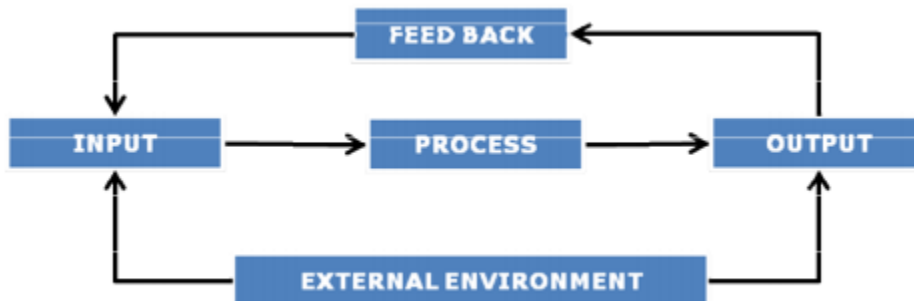 FEED BACK
INPUT
PROCESS
OUTPUT
EXTERNAL ENVIRONMENT